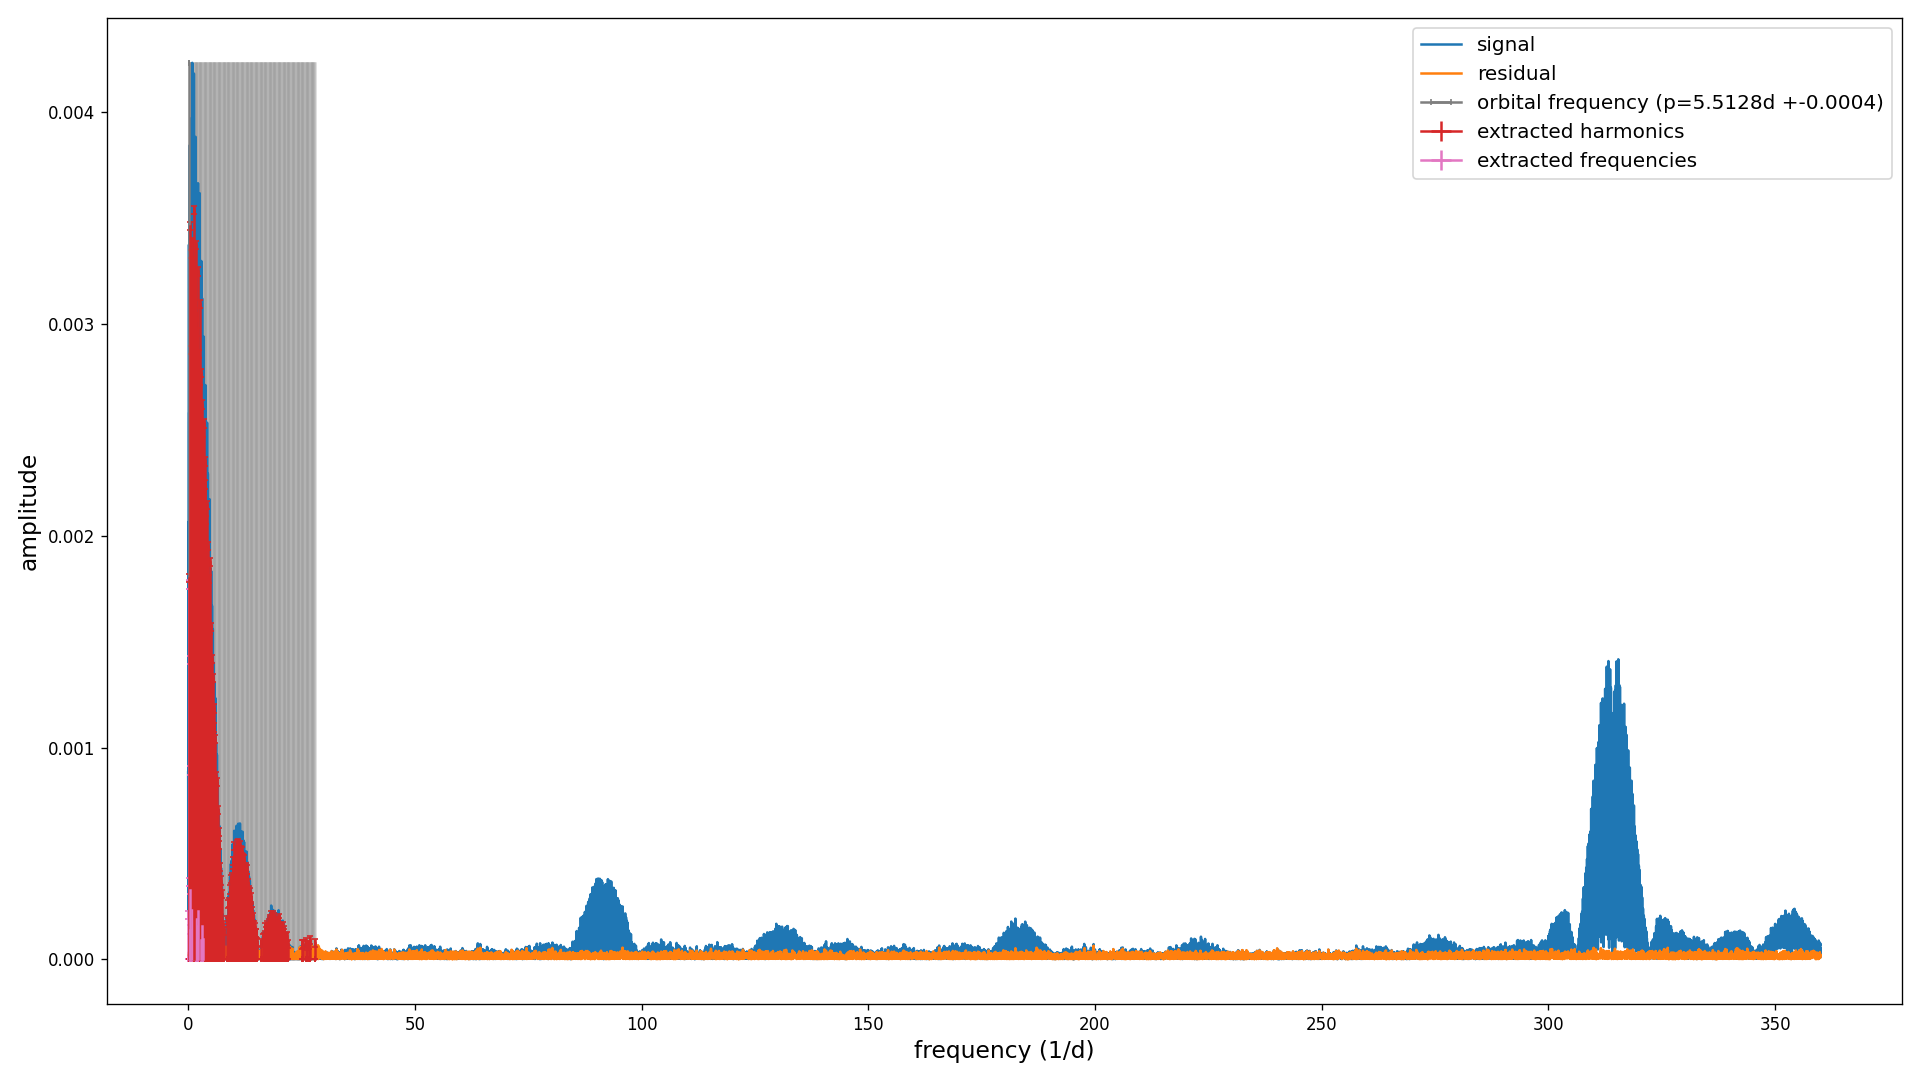 signal
residual
orbital frequency (p=5.5128d +-0.0004)
extracted harmonics
extracted frequencies
amplitude
0.004
0.003
0.002
0.001
0.000
0 50 100 150 200 250 300 350
frequency (1/d)